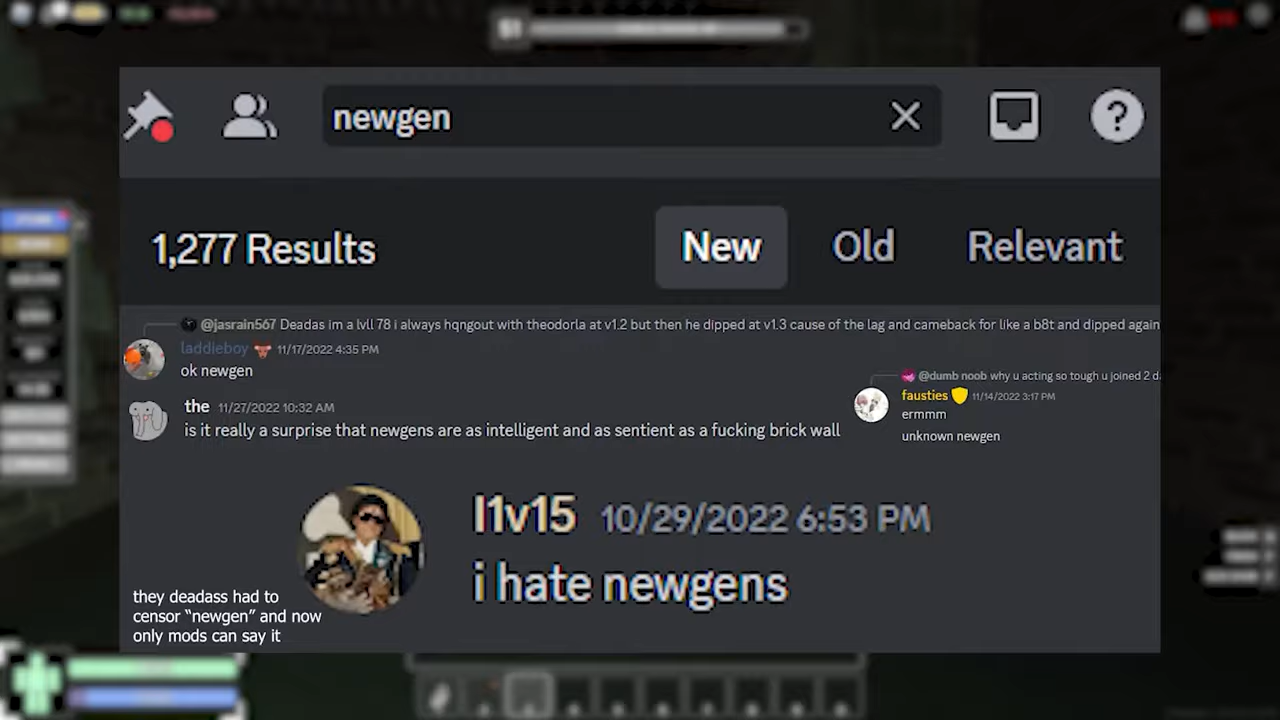 newgen
1,277 Results
New
Old
Relevant
@jasrain567 Deadas im a lvll 78 i always hqngout with theodorla at v1.2 but then he dipped at v1.3 cause of the lag and cameback for like a b8t and dipped again
laddieboy 11/17/2022 4:35 PM
ok newgen
@dumb noob why u acting so tough u joined 2 d
fausties 11/14/2022 3:17 PM
ermmm
unknown newgen
the 11/27/2022 10:32 AM
is it really a surprise that newgens are as intelligent and as sentient as a fucking brick wall
l1v15 10/29/2022 6:53 PM
i hate newgens
they deadass had to
censor “newgen” and now
only mods can say it